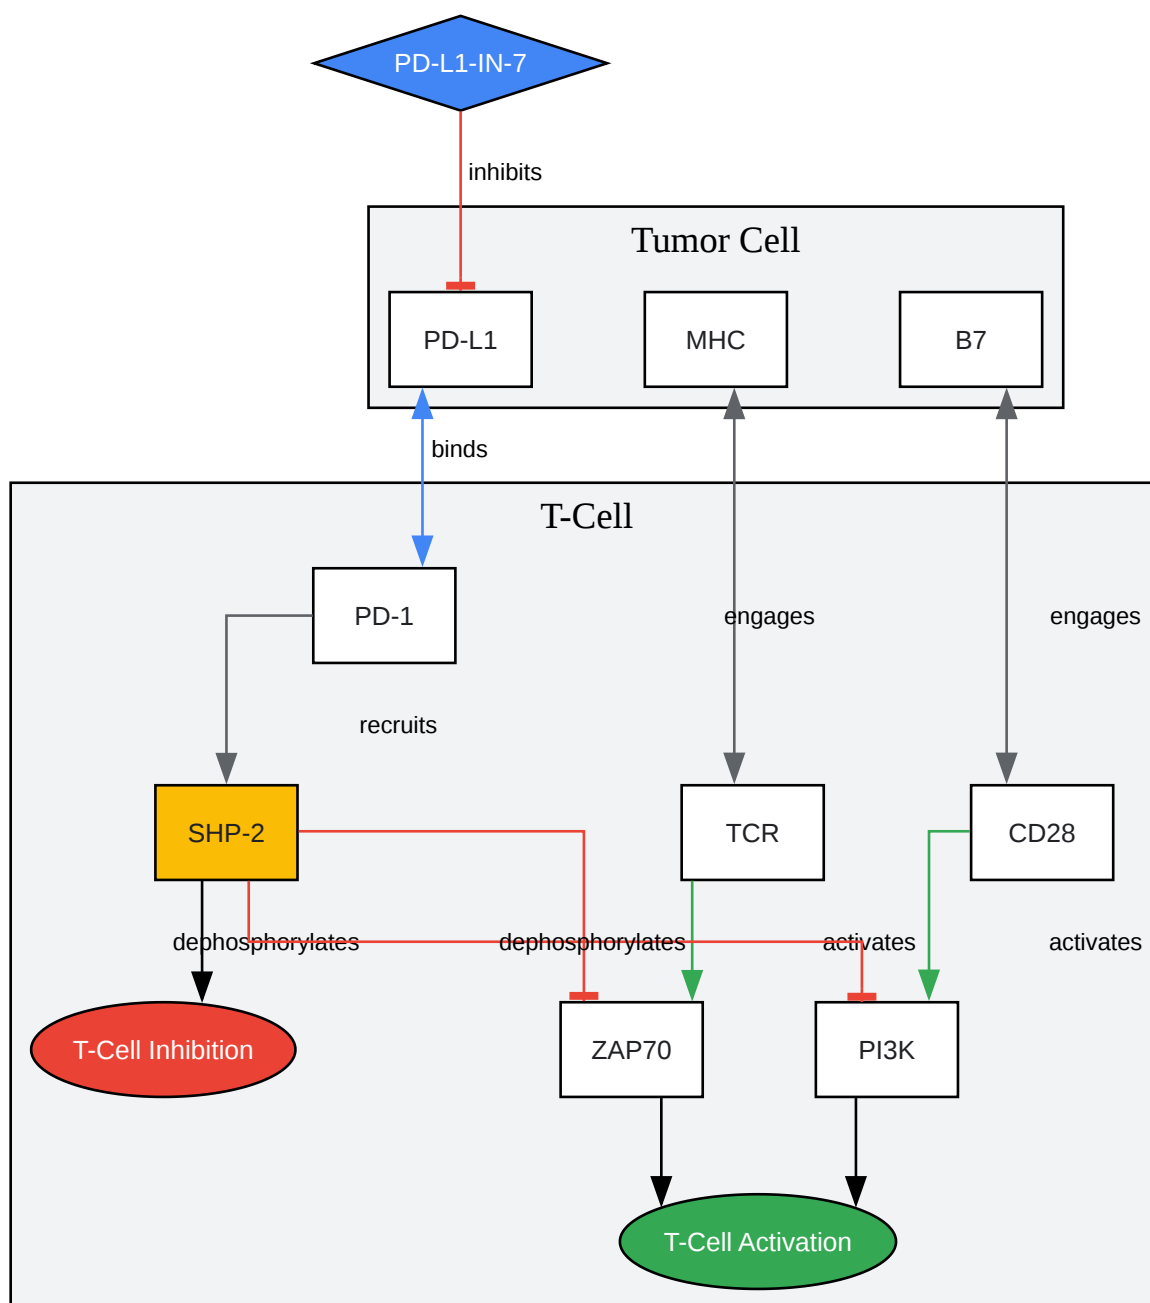 PD-L1-IN-7
inhibits
Tumor Cell
PD-L1
MHC
B7
binds
T-Cell
PD-1
engages
engages
recruits
SHP-2
TCR
CD28
dephosphorylates
dephosphorylates
activates
activates
T-Cell Inhibition
ZAP70
PI3K
T-Cell Activation